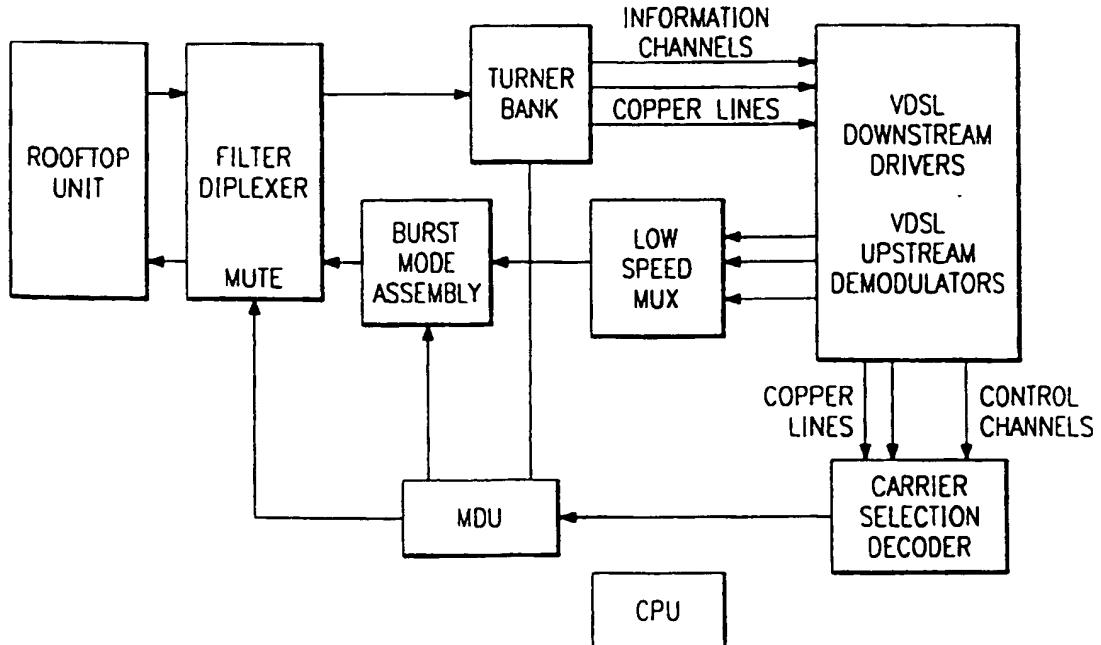 INFORMATION
CHANNELS
TURNER
BANK
COPPER LINES
VDSL
DOWNSTREAM
DRIVERS
VDSL
UPSTREAM
DEMODULATORS
ROOFTOP
UNIT
FILTER
DIPLEXER
MUTE
BURST
MODE
ASSEMBLY
LOW
SPEED
MUX
COPPER
LINES
CONTROL
CHANNELS
CARRIER
SELECTION
DECODER
MDU
CPU